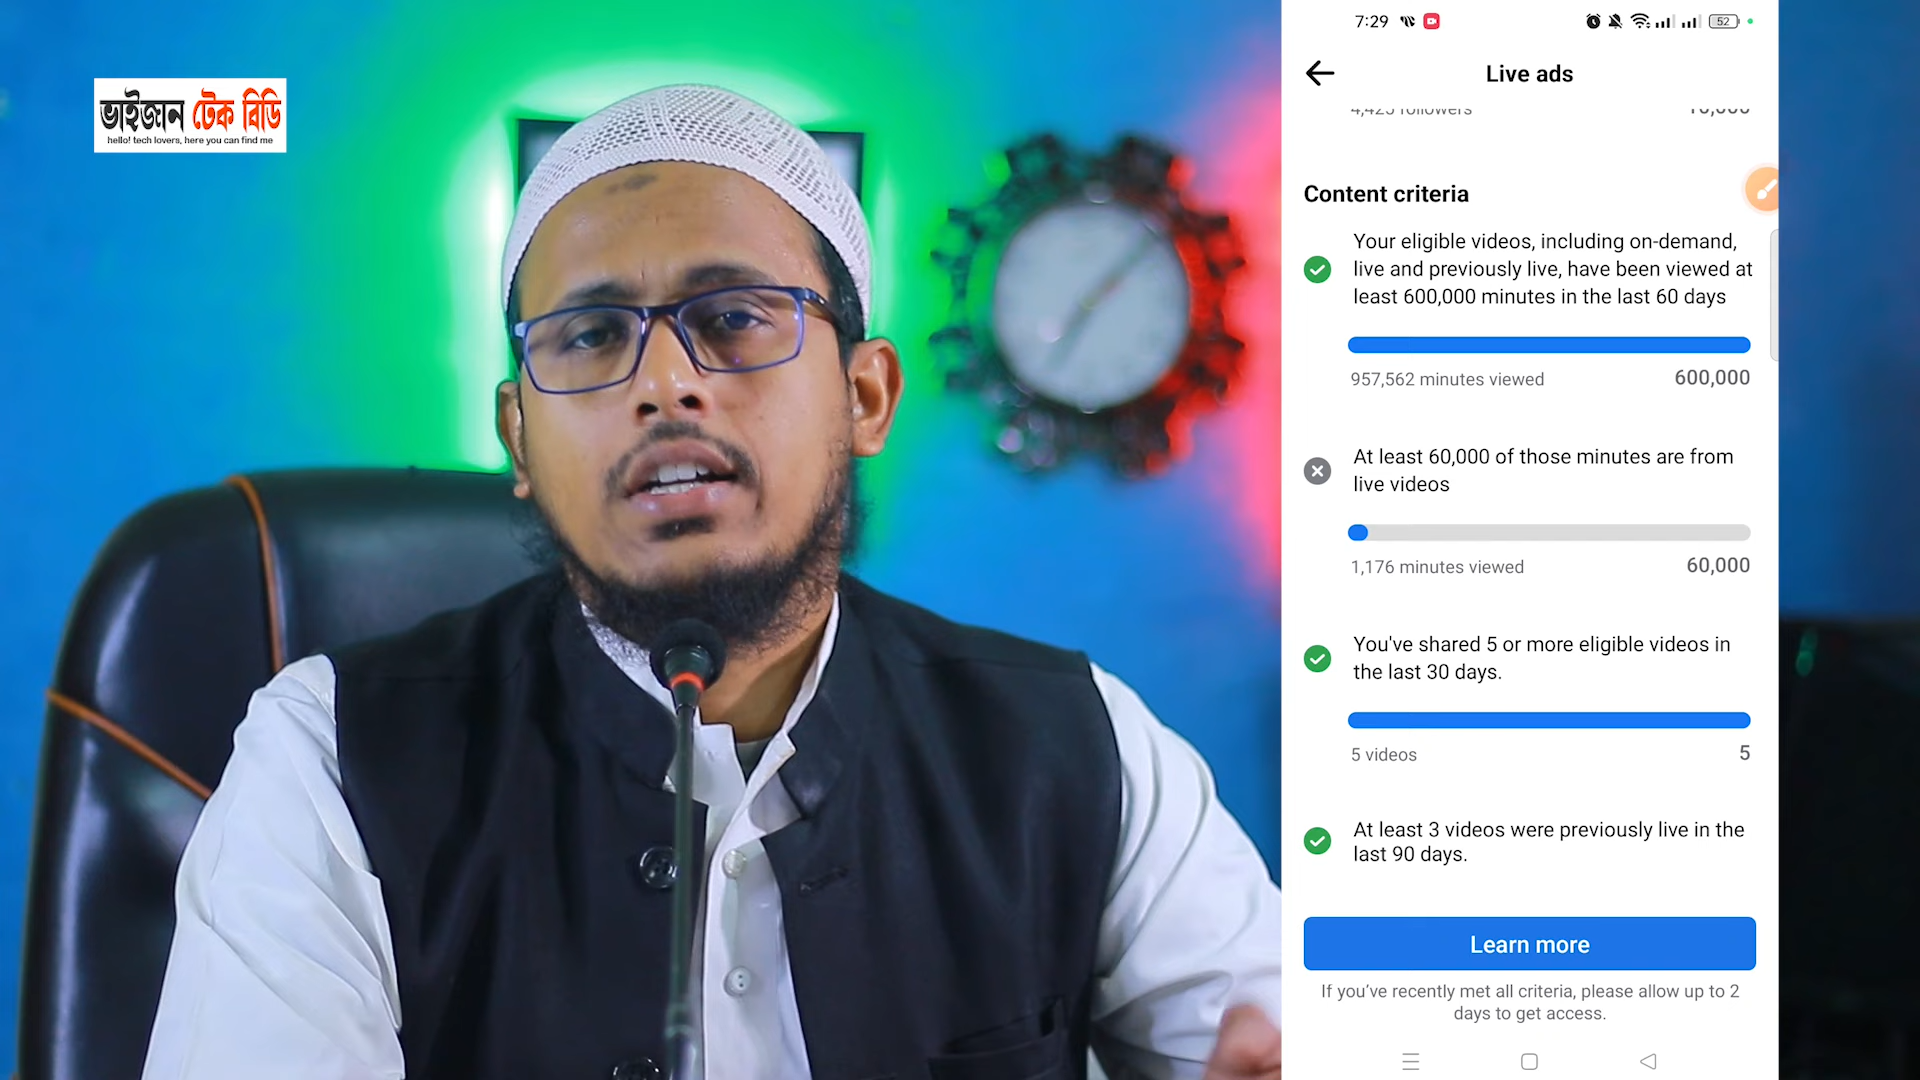 ভাইজান টেক বিডি
hello! tech lovers, here you can find me
7:29
52
Live ads
4,425 followers
10,000
Content criteria
Your eligible videos, including on-demand,
live and previously live, have been viewed at
least 600,000 minutes in the last 60 days
957,562 minutes viewed
600,000
At least 60,000 of those minutes are from
live videos
1,176 minutes viewed
60,000
You've shared 5 or more eligible videos in
the last 30 days.
5 videos
5
At least 3 videos were previously live in the
last 90 days.
Learn more
If you’ve recently met all criteria, please allow up to 2
days to get access.